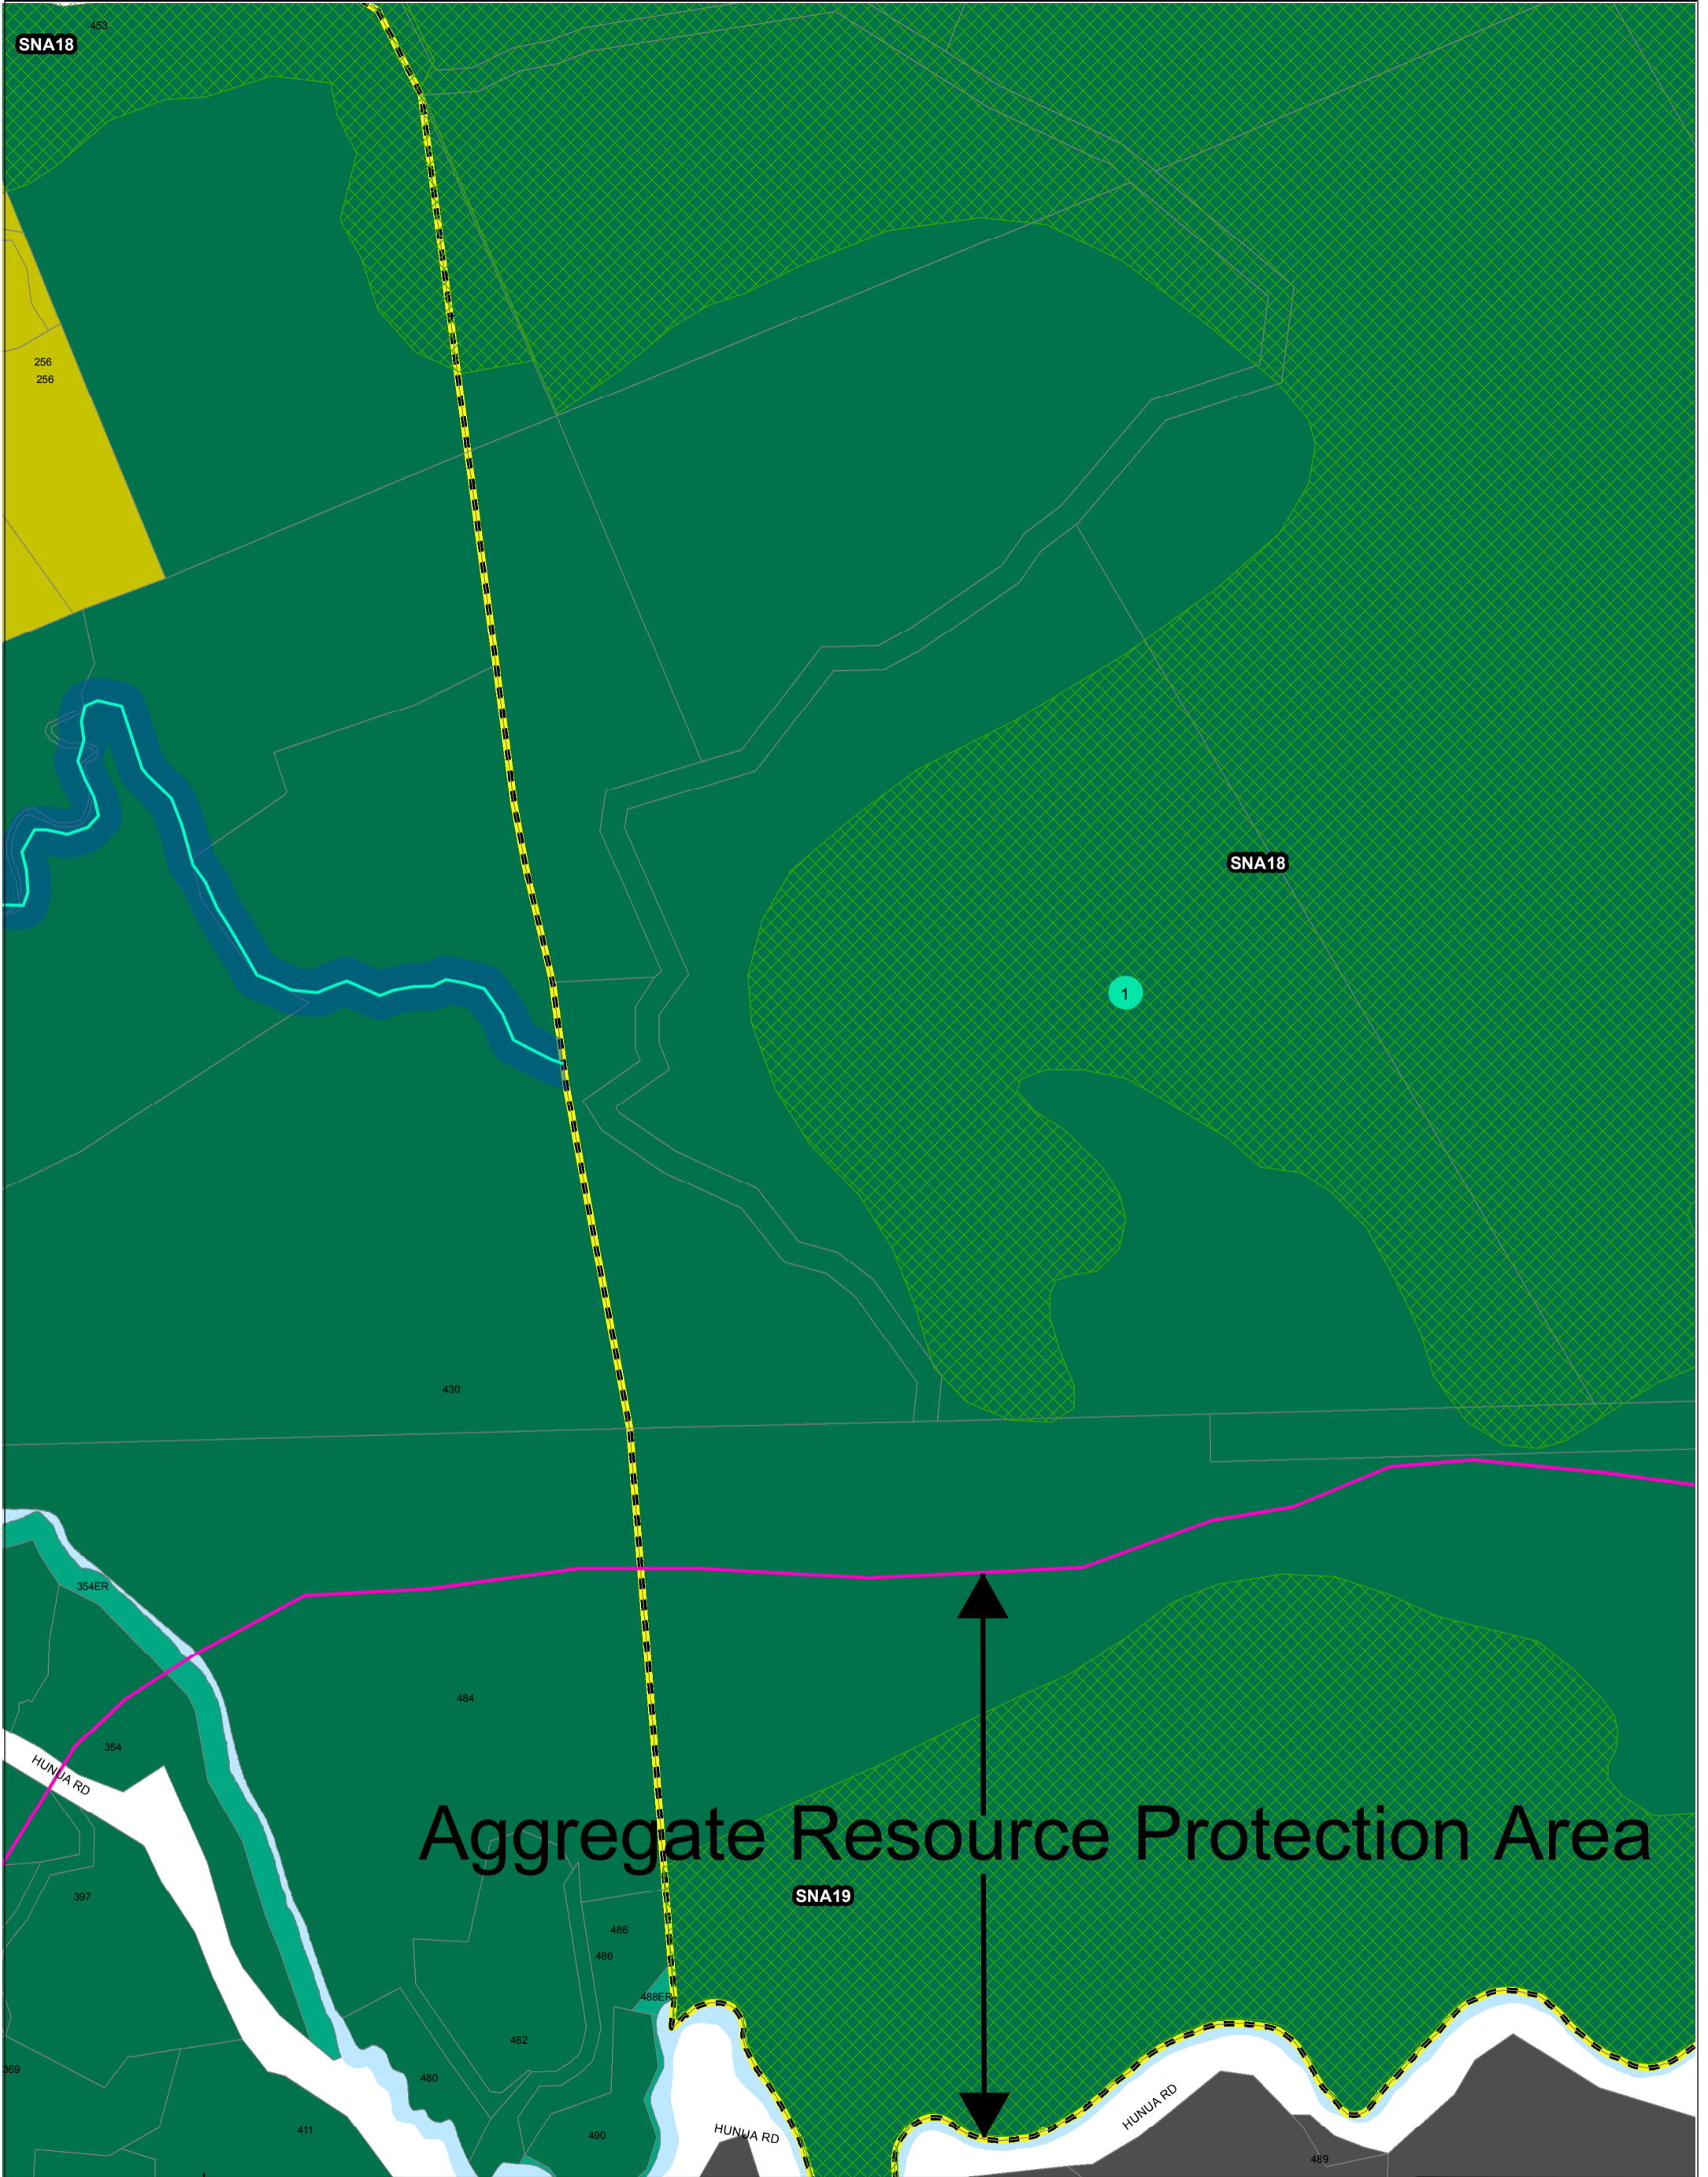 453
SNA18
256
256
SNA18
1
430
354ER
484
354
HUNUA RD
Aggregate Resource Protection Area
397
SNA19
486
486
488ER
482
369
480
HUNUA RD
411
HUNUA RD
490
489